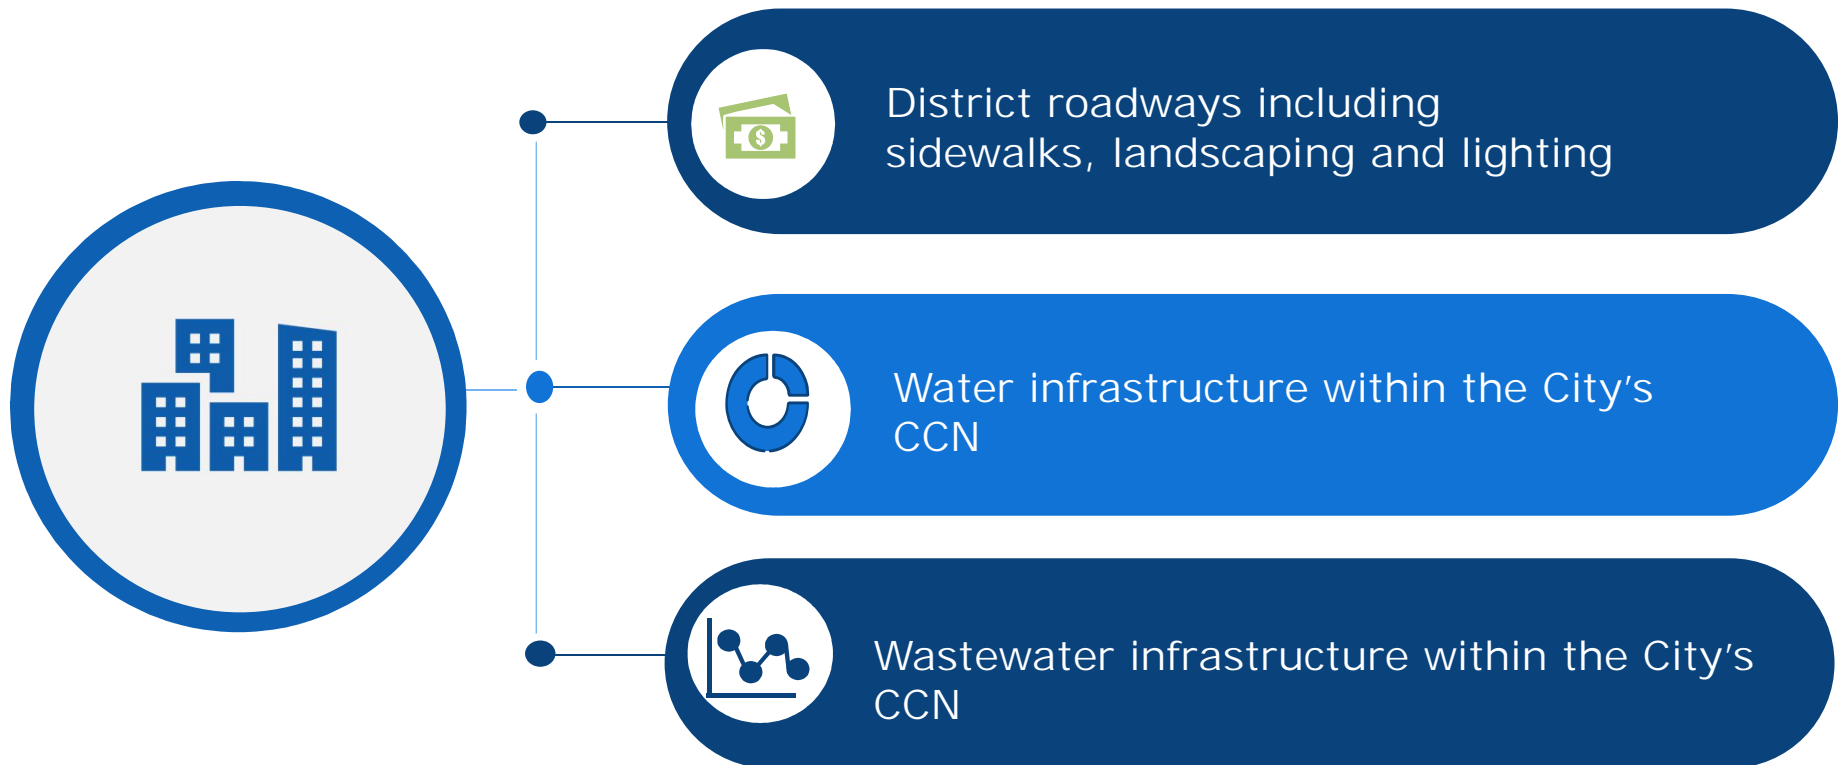 District roadways including
sidewalks, landscaping and lighting
Water infrastructure within the City’s
CCN
Wastewater infrastructure within the City’s
CCN